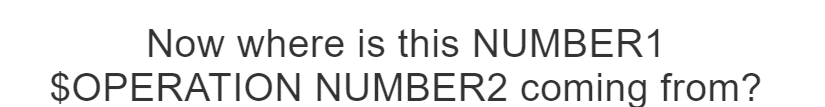 Now where is this NUMBER1
$OPERATION NUMBER2 coming from?